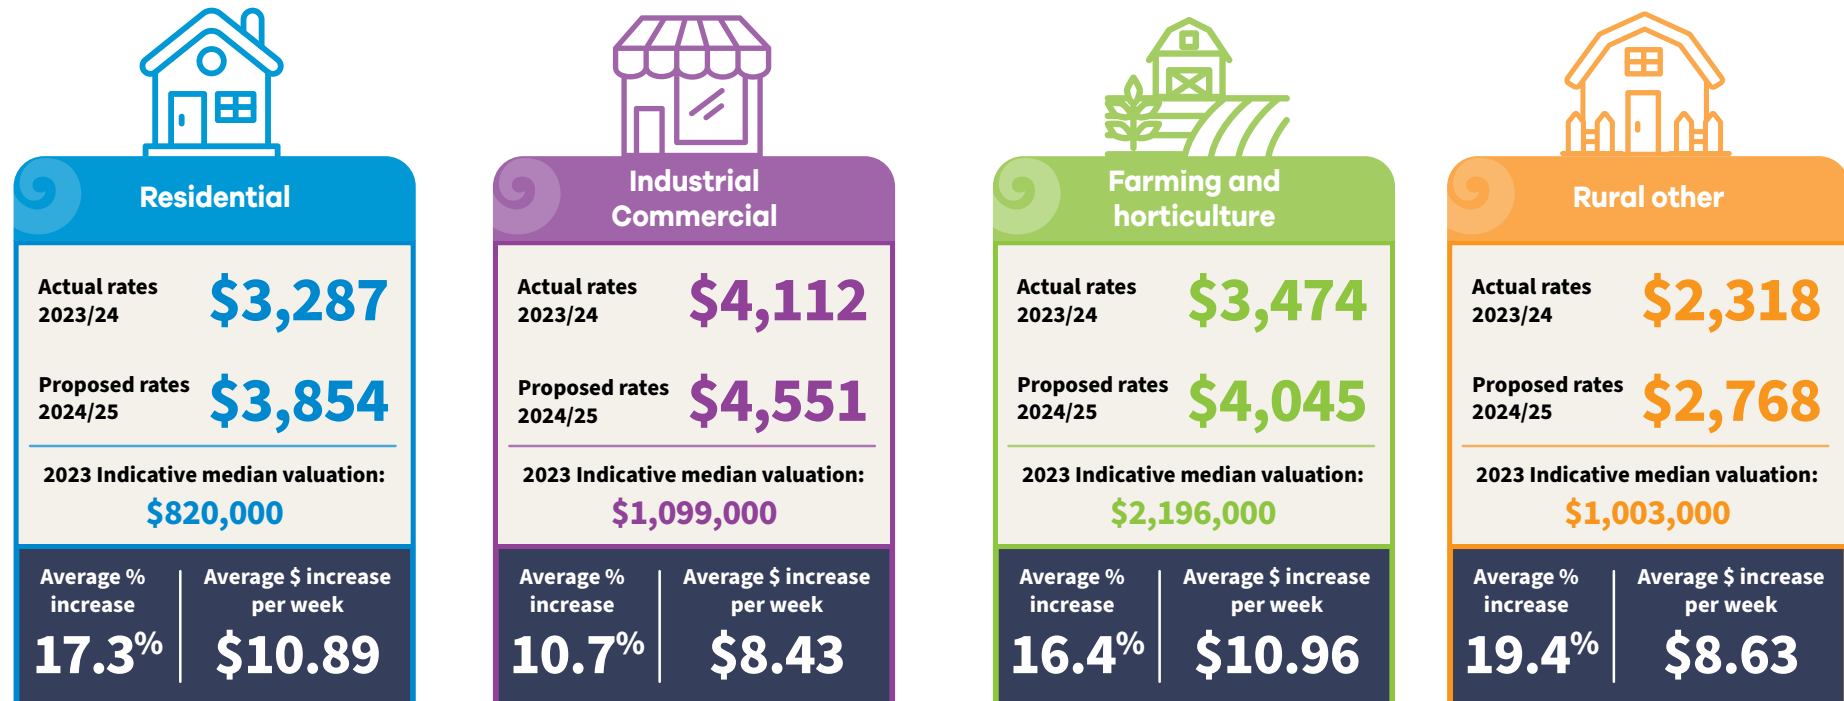 Residential
Actual rates
2023/24
$3,287
Proposed rates
2024/25
$3,854
2023 Indicative median valuation:
$820,000
Average %
increase
17.3%
Average $ increase
per week
$10.89
Industrial
Commercial
Actual rates
2023/24
$4,112
Proposed rates
2024/25
$4,551
2023 Indicative median valuation:
$1,099,000
Average %
increase
10.7%
Average $ increase
per week
$8.43
Farming and
horticulture
Actual rates
2023/24
$3,474
Proposed rates
2024/25
$4,045
2023 Indicative median valuation:
$2,196,000
Average %
increase
16.4%
Average $ increase
per week
$10.96
Rural other
Actual rates
2023/24
$2,318
Proposed rates
2024/25
$2,768
2023 Indicative median valuation:
$1,003,000
Average %
increase
19.4%
Average $ increase
per week
$8.63